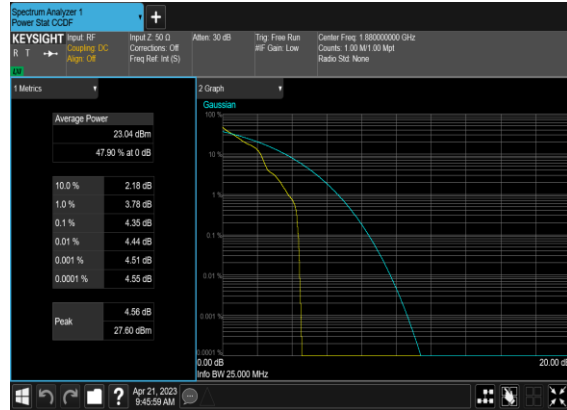 Spectrum Analyzer 1
Power Stat CCDF
KEYSIGHT
R T
LV
Input: RF
Coupling: DC
Align: Off
Input Z: 50 Ω
Corrections: Off
Freq Ref: Int (S)
Atten: 30 dB
Trig: Free Run
#IF Gain: Low
Center Freq: 1.880000000 GHz
Counts: 1.00 M/1.00 Mpt
Radio Std: None
1 Metrics
Average Power
23.04 dBm
47.90 % at 0 dB
10.0 % 2.18 dB
1.0 % 3.78 dB
0.1 % 4.35 dB
0.01 % 4.44 dB
0.001 % 4.51 dB
0.0001 % 4.55 dB
Peak
4.56 dB
27.60 dBm
2 Graph
Gaussian
100 %
10 %
1 %
0.1 %
0.01 %
0.001 %
0.0001 %
0.00 dB 20.00 dB
Info BW 25.000 MHz
Apr 21, 2023
9:45:59 AM